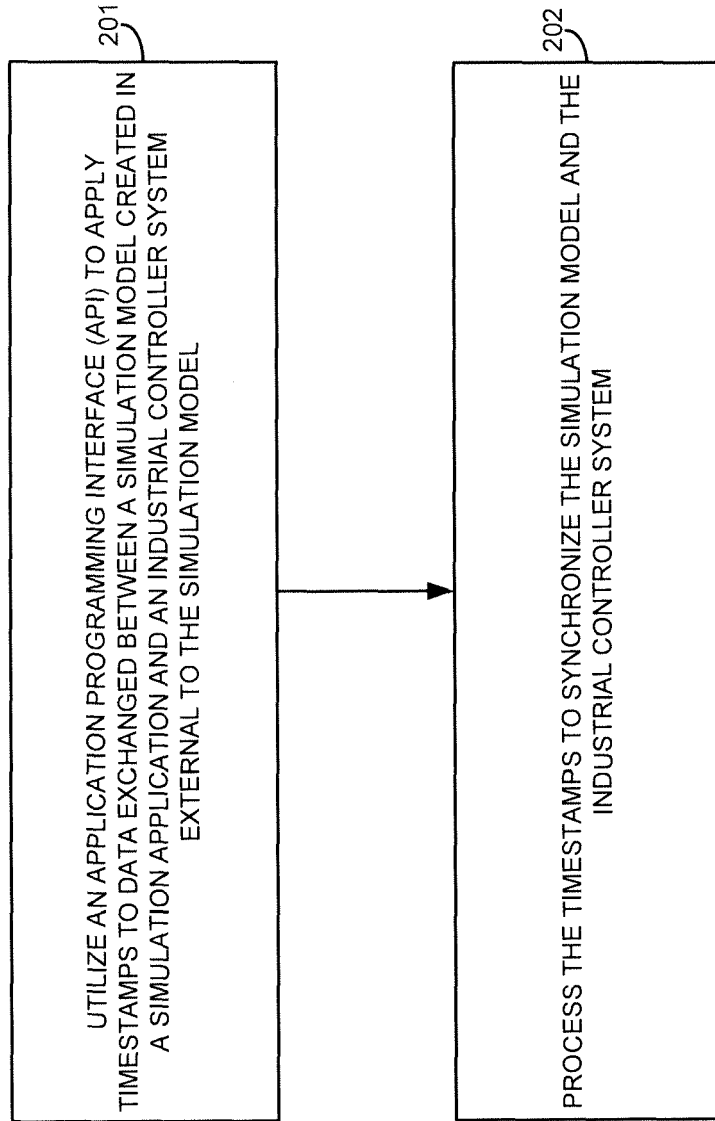 201
UTILIZE AN APPLICATION PROGRAMMING INTERFACE (API) TO APPLY
TIMESTAMPS TO DATA EXCHANGED BETWEEN A SIMULATION MODEL CREATED IN
A SIMULATION APPLICATION AND AN INDUSTRIAL CONTROLLER SYSTEM
EXTERNAL TO THE SIMULATION MODEL
202
PROCESS THE TIMESTAMPS TO SYNCHRONIZE THE SIMULATION MODEL AND THE
INDUSTRIAL CONTROLLER SYSTEM